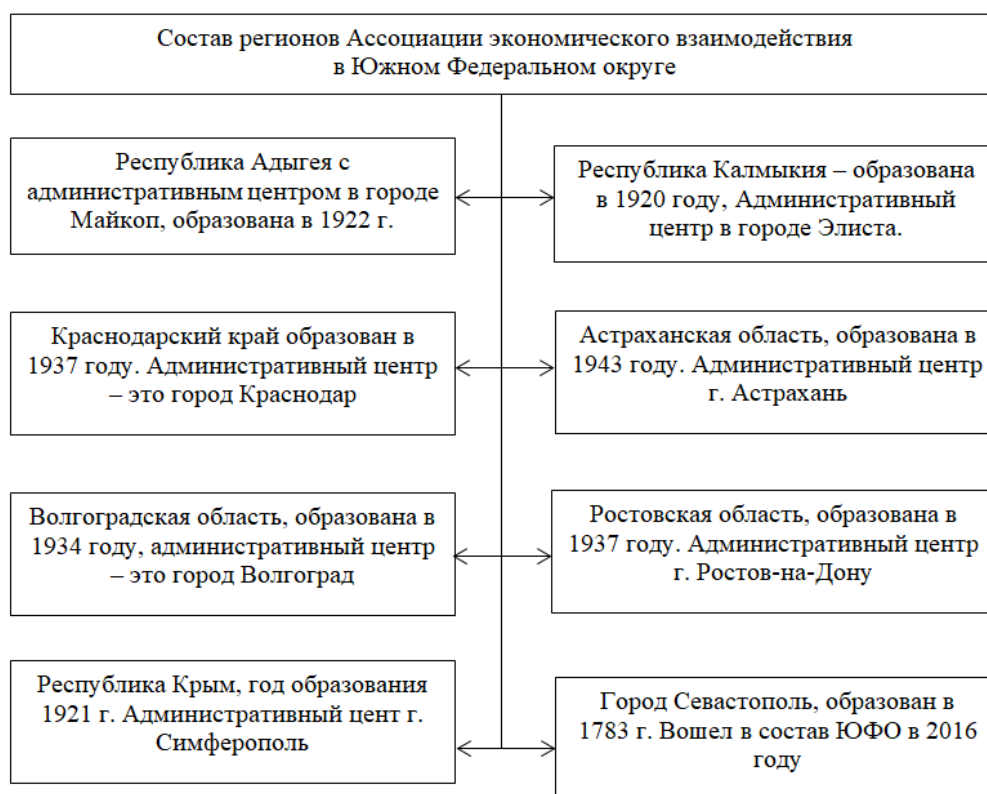 Состав регионов Ассоциации экономического взаимодействия
в Южном Федеральном округе
Республика Адыгея с
административным центром в городе
Майкоп, образована в 1922 г.
Республика Калмыкия – образована
в 1920 году, Административный
центр в городе Элиста.
Краснодарский край образован в
1937 году. Административный центр
– это город Краснодар
Астраханская область, образована в
1943 году. Административный центр
г. Астрахань
Волгоградская область, образована в
1934 году, административный центр
– это город Волгоград
Ростовская область, образована в
1937 году. Административный центр
г. Ростов-на-Дону
Республика Крым, год образования
1921 г. Административный цент г.
Симферополь
Город Севастополь, образован в
1783 г. Вошел в состав ЮФО в 2016
году